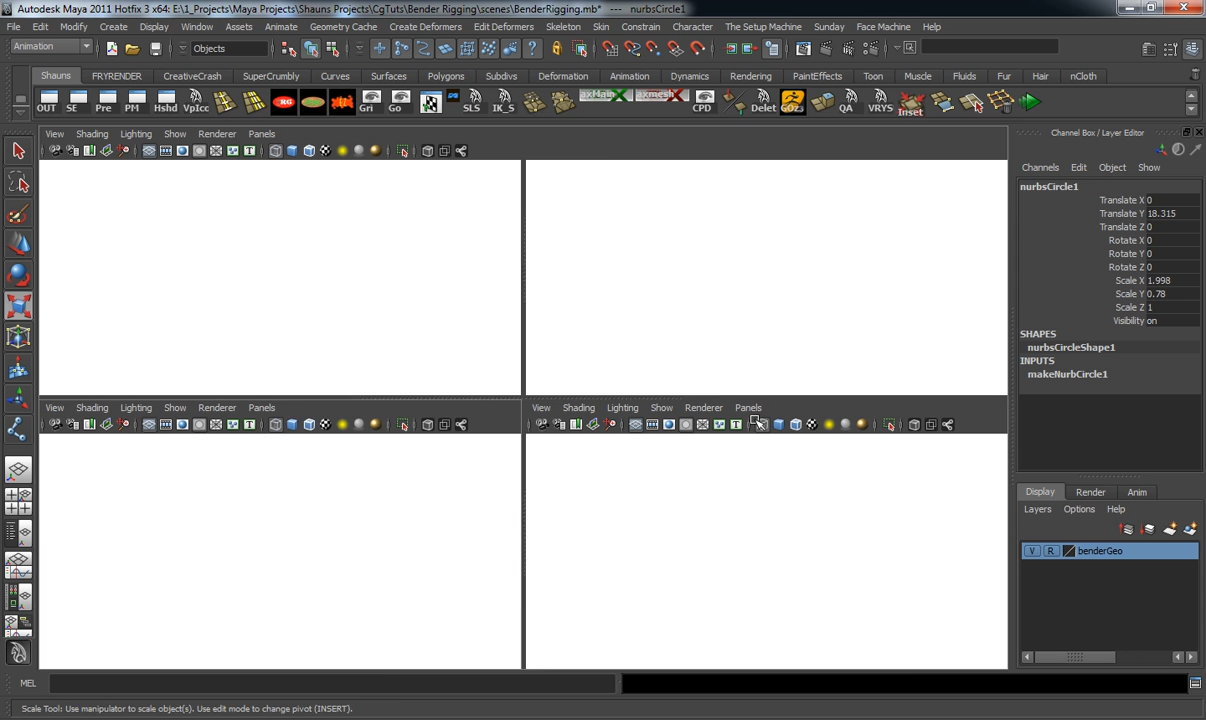 Autodesk Maya 2011 Hotfix 3 x64: E:\1_Projects\Maya Projects\Shauns Projects\CgTuts\Bender Rigging\scenes\BenderRigging.mb* --- nurbsCircle1
File Edit Modify Create Display Window Assets Animate Geometry Cache Create Deformers Edit Deformers Skeleton Skin Constrain Character The Setup Machine Sunday Face Machine Help
Animation Objects
Shauns FRYRENDER CreativeCrash SuperCrumbly Curves Surfaces Polygons Subdivs Deformation Animation Dynamics Rendering PaintEffects Toon Muscle Fluids Fur Hair nCloth
OUT SE Pre PM Hshd VpIcc Gri Go SLS IK_S axMain axmesh CPD Delet GOz3 QA VRYS Inset
Channel Box / Layer Editor
View Shading Lighting Show Renderer Panels
Channels Edit Object Show
nurbsCircle1
Translate X 0
Translate Y 18.315
Translate Z 0
Rotate X 0
Rotate Y 0
Rotate Z 0
Scale X 1.998
Scale Y 0.78
Scale Z 1
Visibility on
SHAPES
nurbsCircleShape1
INPUTS
makeNurbCircle1
View Shading Lighting Show Renderer Panels
View Shading Lighting Show Renderer Panels
Display Render Anim
Layers Options Help
V R benderGeo
MEL
Scale Tool: Use manipulator to scale object(s). Use edit mode to change pivot (INSERT).